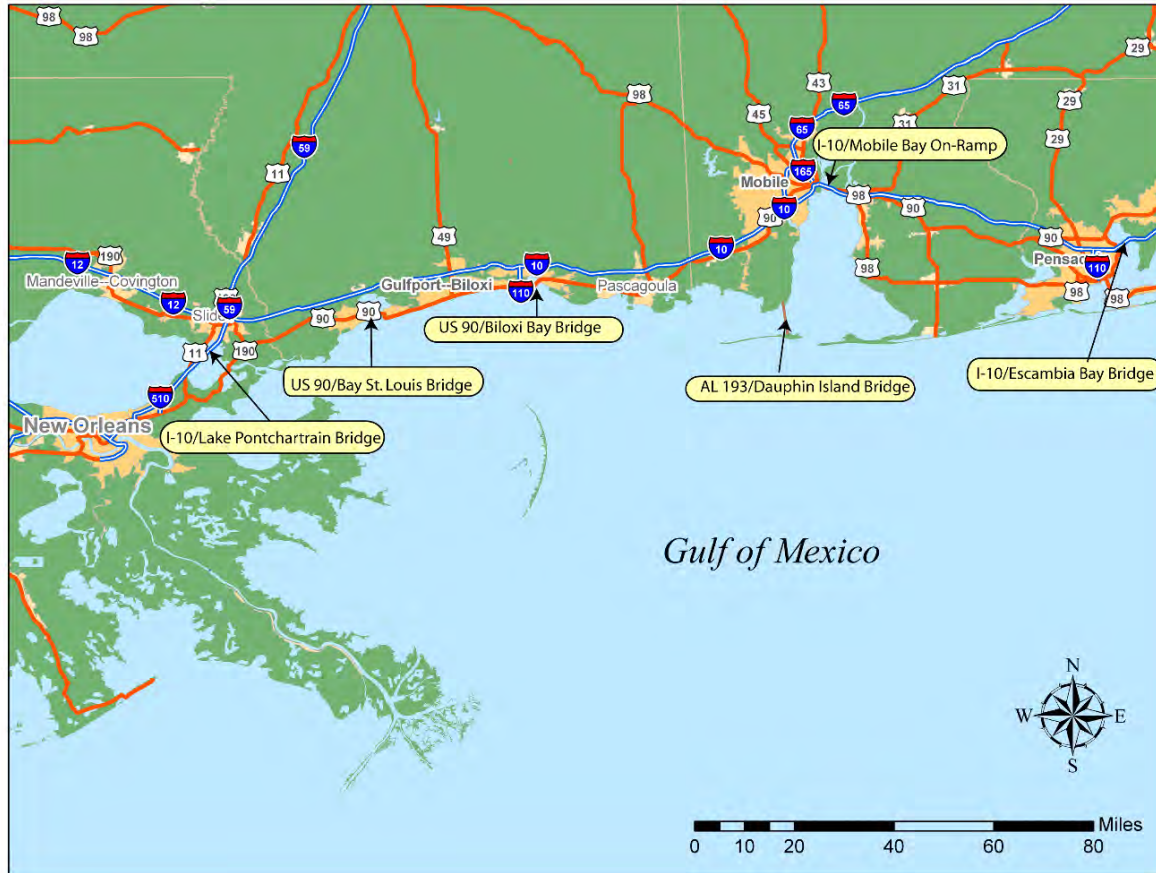 98
98
98
29
43
31
65
45
65
31
29
59
11
I-10/Mobile Bay On-Ramp
29
165
Mobile
98
10
90
90
49
190
90
12
Mandeville--Covington
10
10
Pensac
110
Gulfport--Biloxi
110
Pascagoula
98
98
98
12
59
Slide
90
90
US 90/Biloxi Bay Bridge
11
190
US 90/Bay St. Louis Bridge
AL 193/Dauphin Island Bridge
I-10/Escambia Bay Bridge
510
New Orleans
I-10/Lake Pontchartrain Bridge
Gulf of Mexico
N
W E
S
Miles
0 10 20 40 60 80